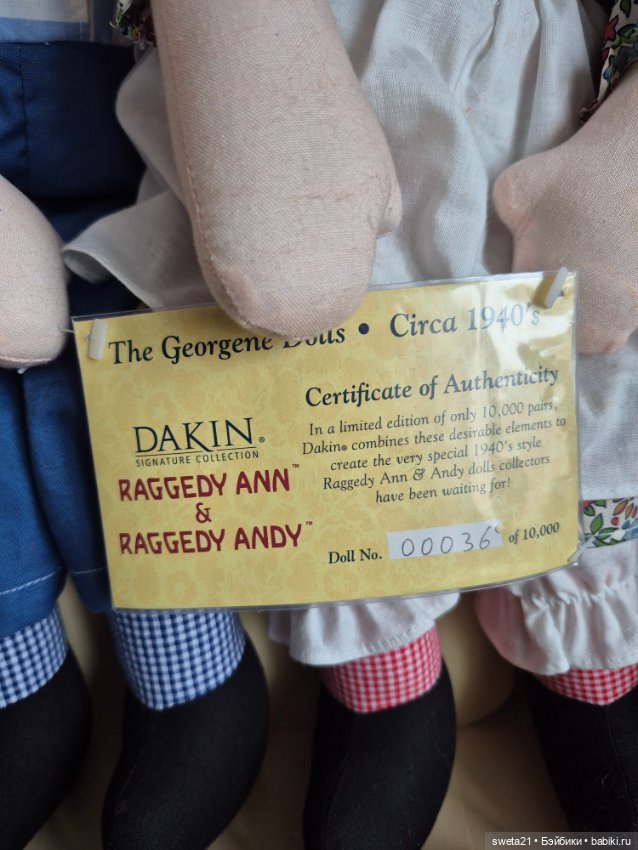 The Georgene Dolls • Circa 1940's
Certificate of Authenticity
In a limited edition of only 10,000 pairs,
Dakin® combines these desirable elements to
create the very special 1940's style
Raggedy Ann & Andy dolls collectors
have been waiting for!
DAKIN®
SIGNATURE COLLECTION
RAGGEDY ANN™
&
RAGGEDY ANDY™
Doll No. 00036 of 10,000
sweta21 • Бэйбики • babiki.ru